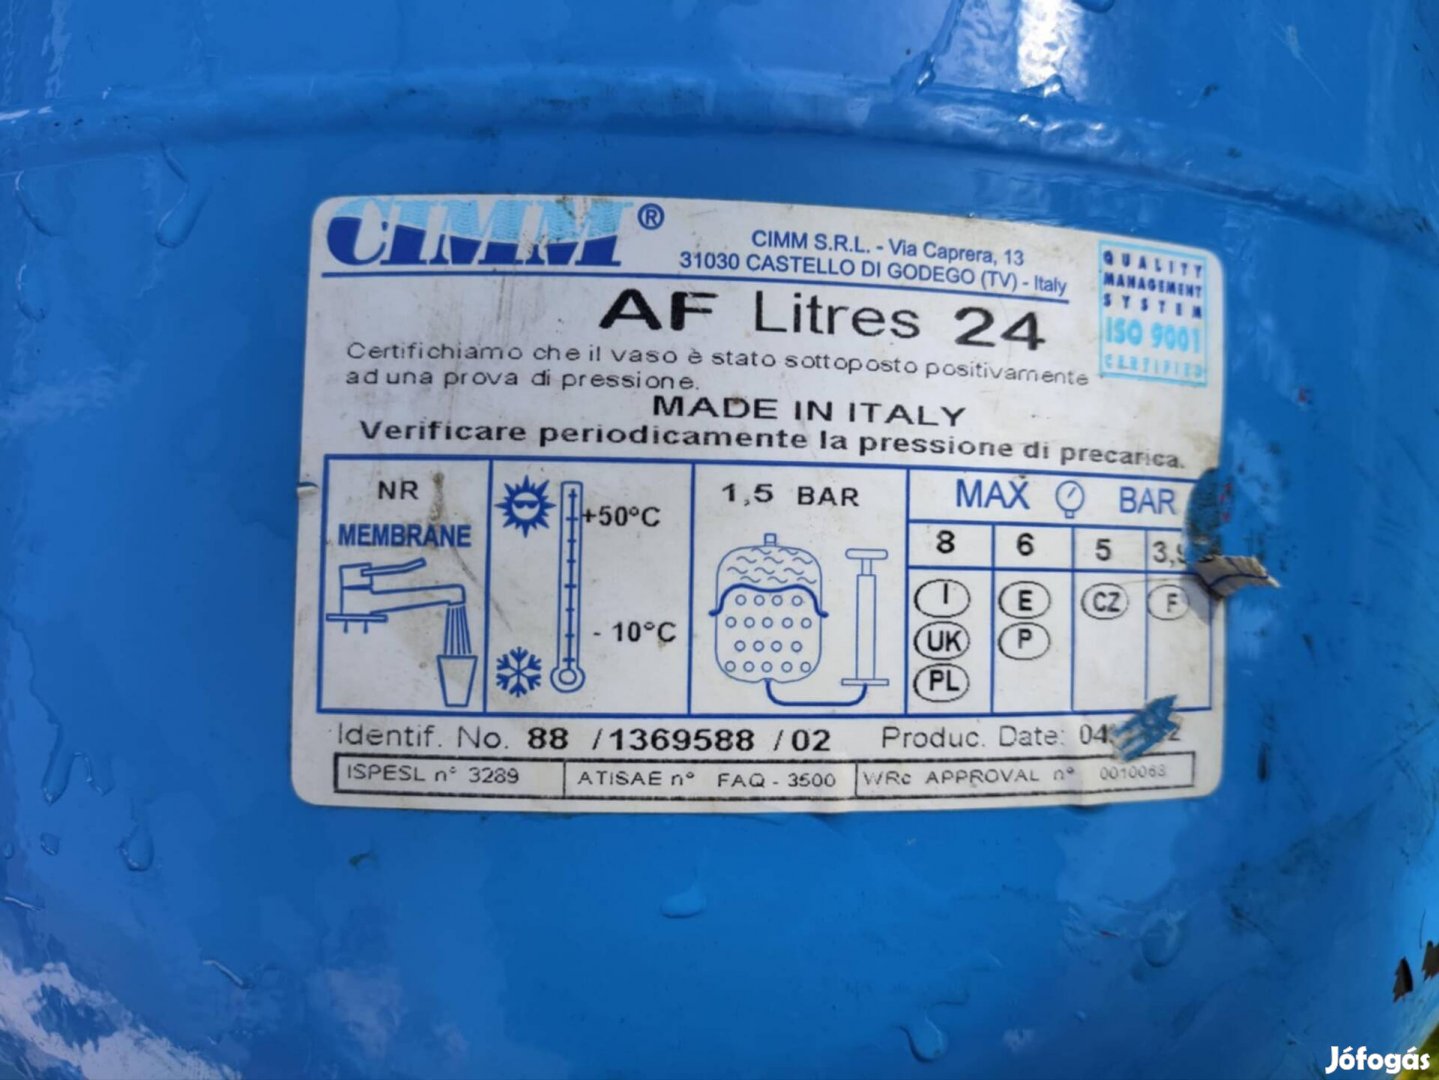 CIMM ®
CIMM S.R.L. - Via Caprera, 13
31030 CASTELLO DI GODEGO (TV) - Italy
QUALITY
MANAGEMENT
SYSTEM
ISO 9001
CERTIFIED
AF Litres 24
Certifichiamo che il vaso è stato sottoposto positivamente
ad una prova di pressione.
MADE IN ITALY
Verificare periodicamente la pressione di precarica.
NR
MEMBRANE
+50°C
- 10°C
1,5 BAR
MAX BAR
8 6 5 3,9
I E CZ F
UK P
PL
Identif. No. 88 /1369588 /02 Produc. Date: 04
ISPESL n° 3289 ATISAE n° FAQ - 3500 WRc APPROVAL n° 0010068
Jófogás